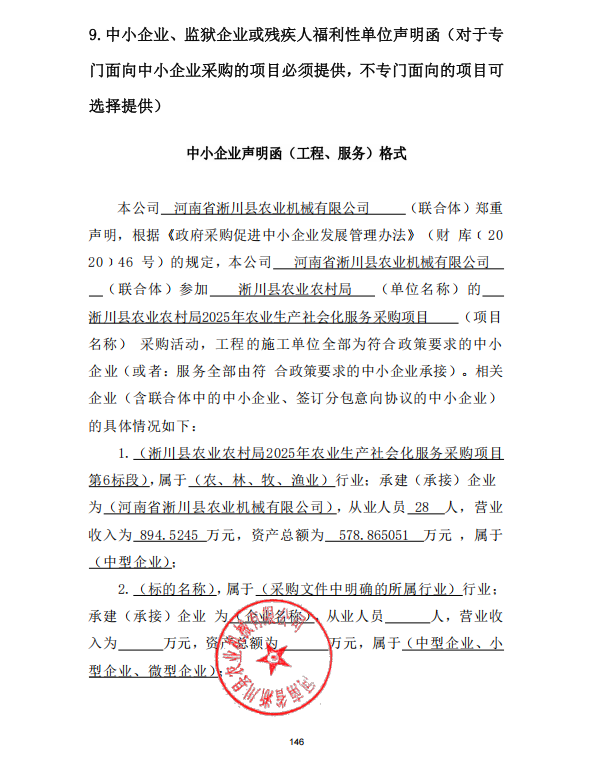 9.中小企业、监狱企业或残疾人福利性单位声明函（对于专
门面向中小企业采购的项目必须提供，不专门面向的项目可
选择提供）
中小企业声明函（工程、服务）格式
本公司 河南省淅川县农业机械有限公司 （联合体）郑重
声明，根据《政府采购促进中小企业发展管理办法》（财 库﹝20
20﹞46 号）的规定，本公司 河南省淅川县农业机械有限公司
（联合体）参加 淅川县农业农村局 （单位名称）的
淅川县农业农村局2025年农业生产社会化服务采购项目 （项目
名称） 采购活动，工程的施工单位全部为符合政策要求的中小
企业（或者：服务全部由符 合政策要求的中小企业承接）。相关
企业（含联合体中的中小企业、签订分包意向协议的中小企业）
的具体情况如下：
1.（淅川县农业农村局2025年农业生产社会化服务采购项目
第6标段），属于（农、林、牧、渔业）行业；承建（承接）企业
为（河南省淅川县农业机械有限公司），从业人员 28 人，营业
收入为 894.5245 万元，资产总额为 578.865051 万元 ，属于
（中型企业）；
2.（标的名称），属于（采购文件中明确的所属行业）行业；
承建（承接）企业 为（企业名称），从业人员 人，营业收
入为 万元，资产总额为 万元，属于（中型企业、小
型企业、微型企业）；
河南省淅川县农业机械有限公司
146